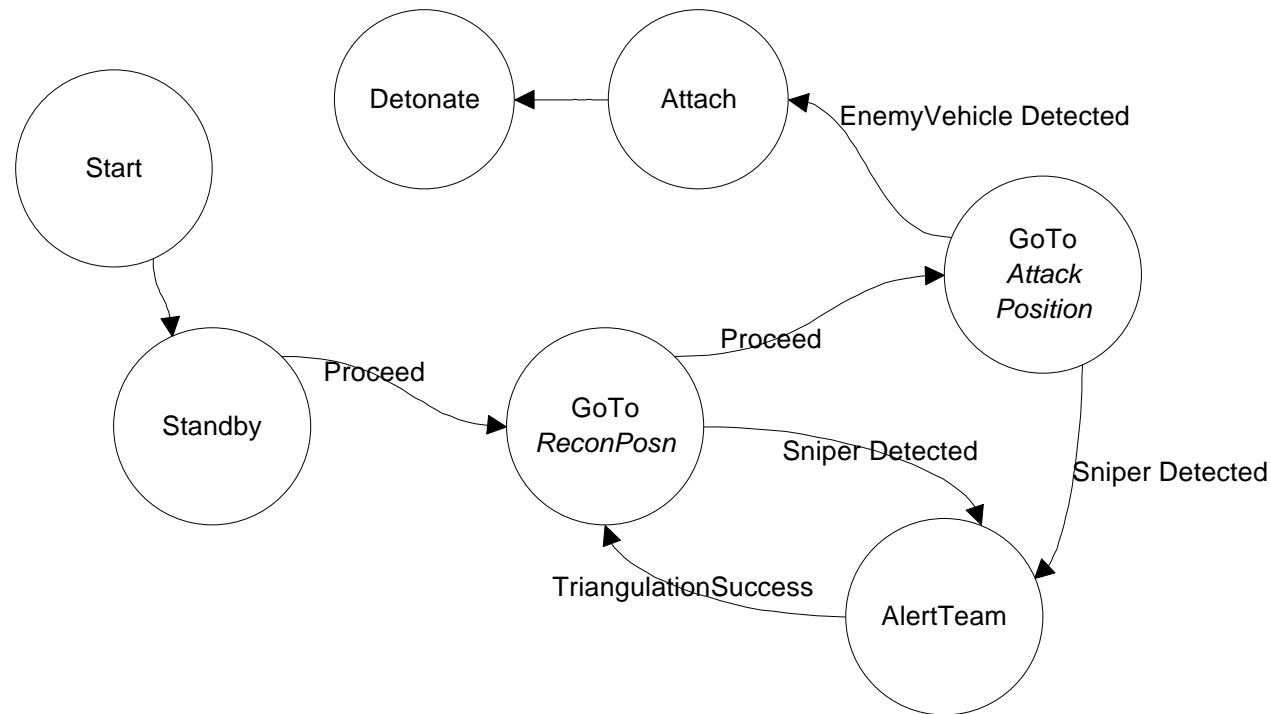 Detonate
Attach
EnemyVehicle Detected
Start
GoTo
Attack
Position
Proceed
Proceed
Standby
GoTo
ReconPosn
Sniper Detected
Sniper Detected
TriangulationSuccess
AlertTeam